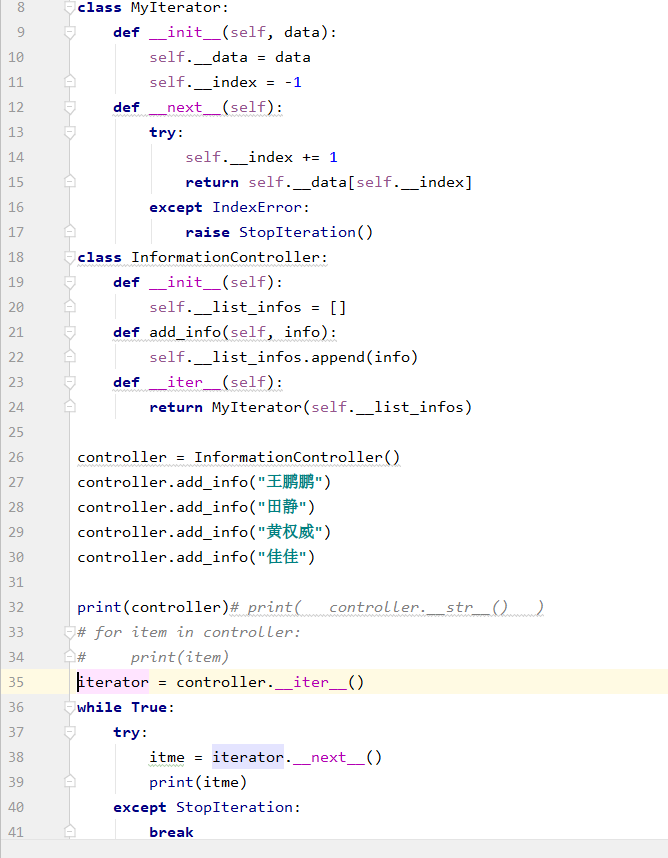 8 class MyIterator:
9     def __init__(self, data):
10         self.__data = data
11         self.__index = -1
12     def __next__(self):
13         try:
14             self.__index += 1
15             return self.__data[self.__index]
16         except IndexError:
17             raise StopIteration()
18 class InformationController:
19     def __init__(self):
20         self.__list_infos = []
21     def add_info(self, info):
22         self.__list_infos.append(info)
23     def __iter__(self):
24         return MyIterator(self.__list_infos)
25
26 controller = InformationController()
27 controller.add_info("王鹏鹏")
28 controller.add_info("田静")
29 controller.add_info("黄权威")
30 controller.add_info("佳佳")
31
32 print(controller)# print(   controller.__str__()   )
33 # for item in controller:
34 #     print(item)
35 iterator = controller.__iter__()
36 while True:
37     try:
38         itme = iterator.__next__()
39         print(itme)
40     except StopIteration:
41         break